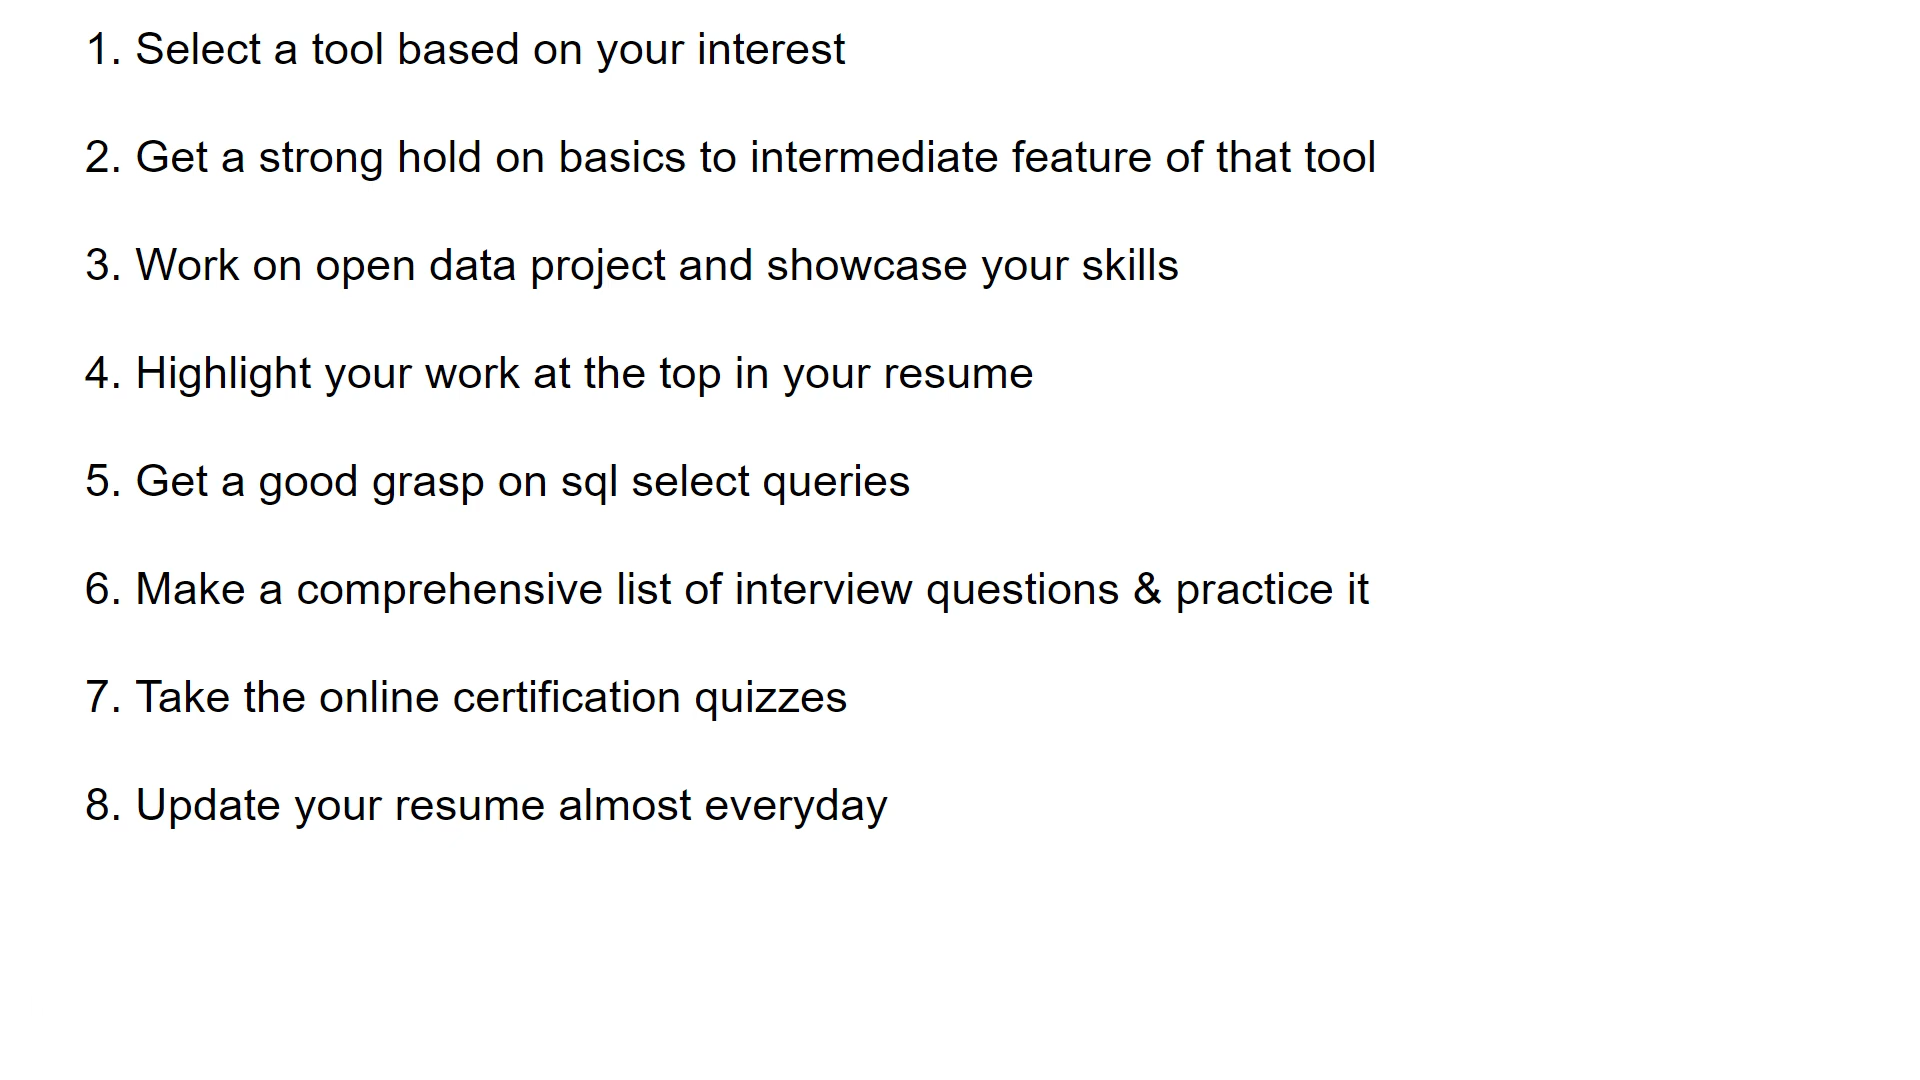 1. Select a tool based on your interest
2. Get a strong hold on basics to intermediate feature of that tool
3. Work on open data project and showcase your skills
4. Highlight your work at the top in your resume
5. Get a good grasp on sql select queries
6. Make a comprehensive list of interview questions & practice it
7. Take the online certification quizzes
8. Update your resume almost everyday